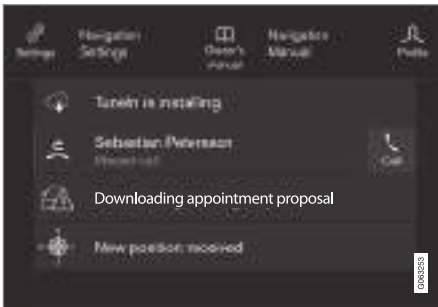 Settings
Navigation
Settings
Owner's
manual
Navigation
Manual
Profile
TuneIn is installing
Sebastian Petersson
Missed call
Call
Downloading appointment proposal
New position received
G063253